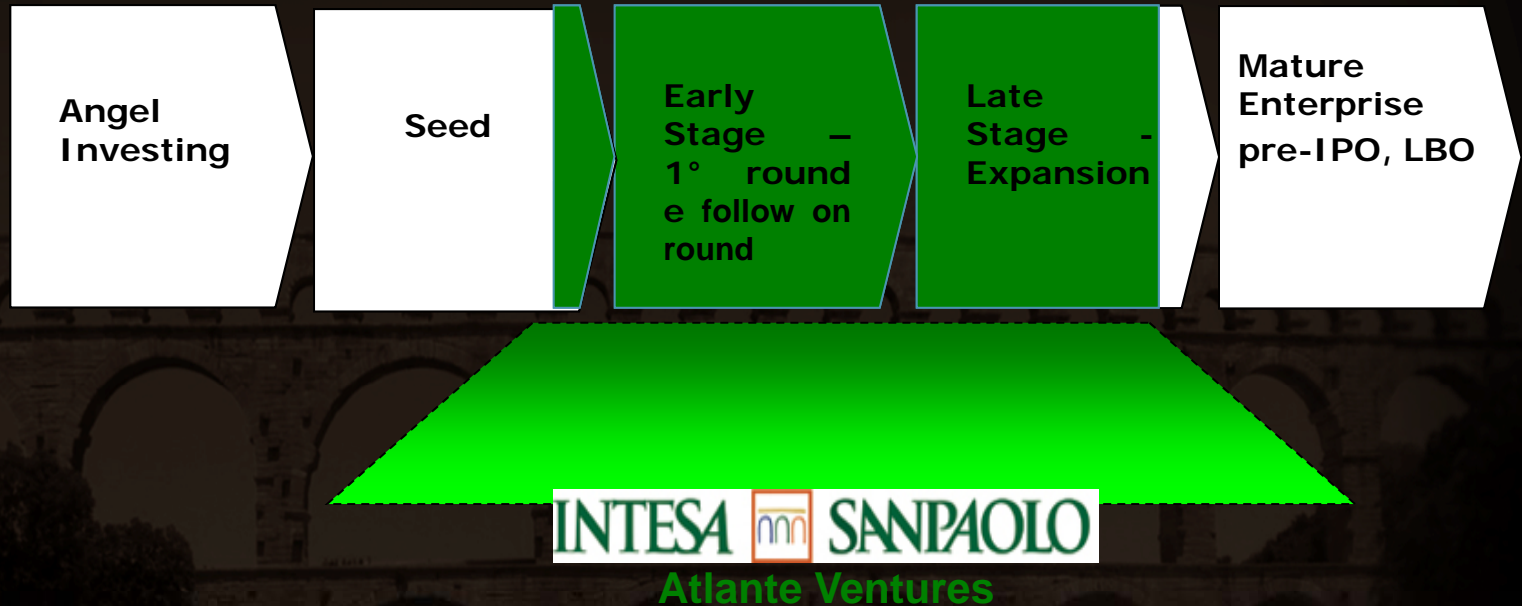 Angel
Investing
Seed
Early
Stage –
1° round
e follow on
round
Late
Stage -
Expansion
Mature
Enterprise
pre-IPO, LBO
INTESA SANPAOLO
Atlante Ventures